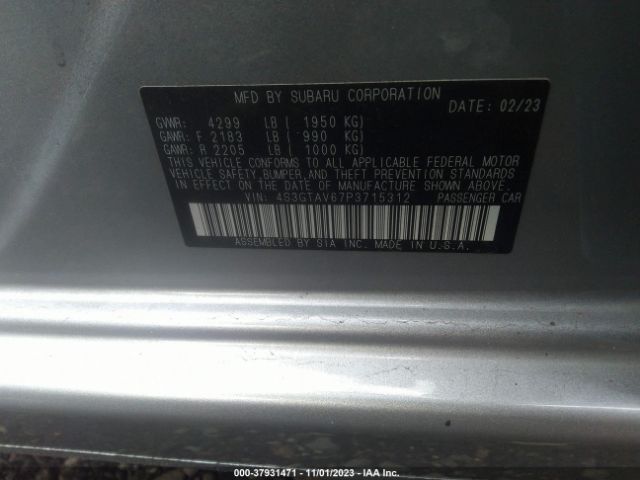 MFD BY SUBARU CORPORATION
DATE: 02/23
GVWR: 4299 LB ( 1950 KG)
GAWR: F 2183 LB ( 990 KG)
GAWR: R 2205 LB ( 1000 KG)
THIS VEHICLE CONFORMS TO ALL APPLICABLE FEDERAL MOTOR
VEHICLE SAFETY, BUMPER, AND THEFT PREVENTION STANDARDS
IN EFFECT ON THE DATE OF MANUFACTURE SHOWN ABOVE.
VIN: 4S3GTAV67P3715312 PASSENGER CAR
ASSEMBLED BY SIA INC. MADE IN U.S.A.
000-37931471 - 11/01/2023 - IAA Inc.